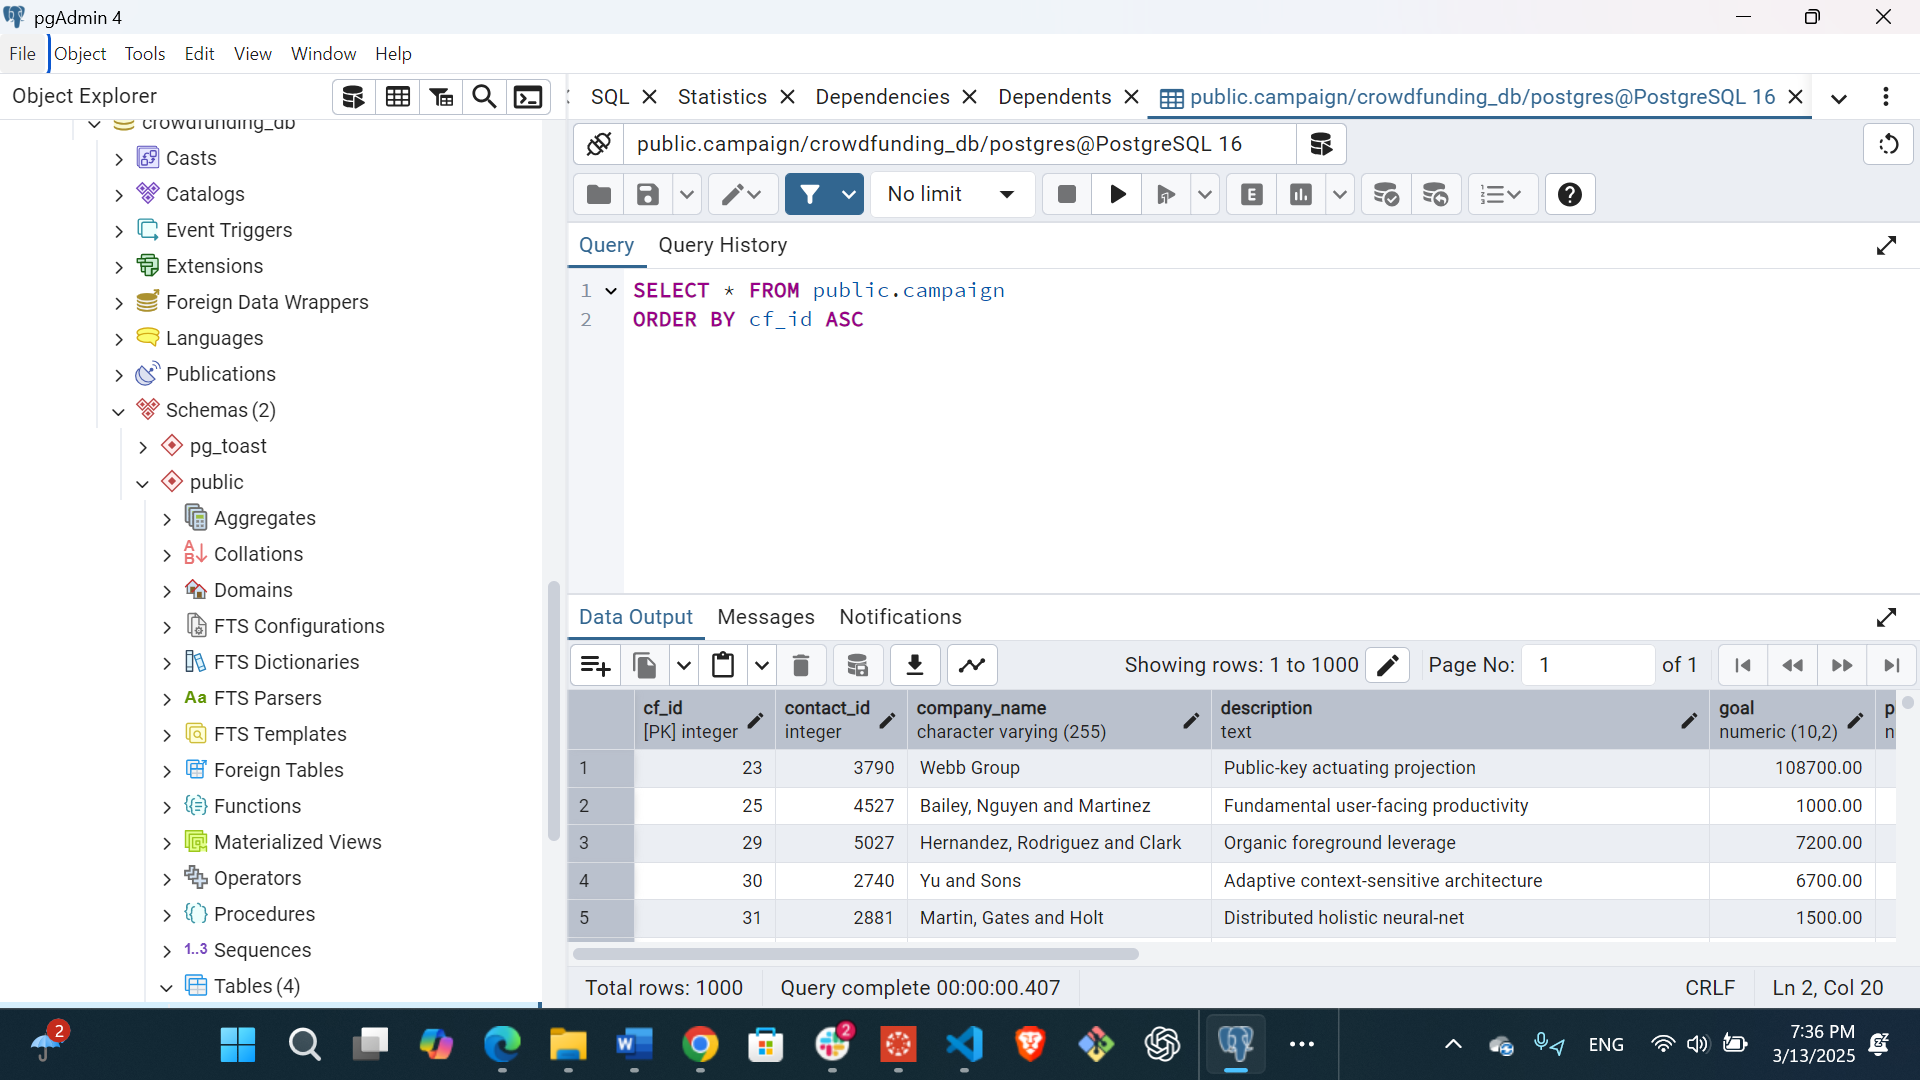 pgAdmin 4
File Object Tools Edit View Window Help
Object Explorer
SQL Statistics Dependencies Dependents public.campaign/crowdfunding_db/postgres@PostgreSQL 16
crowdfunding_db
Casts
Catalogs
Event Triggers
Extensions
Foreign Data Wrappers
Languages
Publications
Schemas (2)
pg_toast
public
Aggregates
Collations
Domains
FTS Configurations
FTS Dictionaries
Aa FTS Parsers
FTS Templates
Foreign Tables
Functions
Materialized Views
Operators
Procedures
1..3 Sequences
Tables (4)
public.campaign/crowdfunding_db/postgres@PostgreSQL 16
No limit
E
Query Query History
1 SELECT * FROM public.campaign
2 ORDER BY cf_id ASC
Data Output Messages Notifications
Showing rows: 1 to 1000 Page No: 1 of 1
cf_id contact_id company_name description goal p
[PK] integer integer character varying (255) text numeric (10,2) n
1 23 3790 Webb Group Public-key actuating projection 108700.00
2 25 4527 Bailey, Nguyen and Martinez Fundamental user-facing productivity 1000.00
3 29 5027 Hernandez, Rodriguez and Clark Organic foreground leverage 7200.00
4 30 2740 Yu and Sons Adaptive context-sensitive architecture 6700.00
5 31 2881 Martin, Gates and Holt Distributed holistic neural-net 1500.00
Total rows: 1000 Query complete 00:00:00.407 CRLF Ln 2, Col 20
2
2
ENG
7:36 PM
3/13/2025